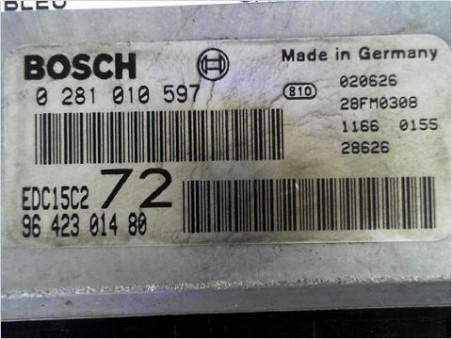 BLEU
BOSCH
Made in Germany
0 281 010 597
810
020626
28FM0308
1166 0155
28626
EDC15C2 72
96 423 014 80